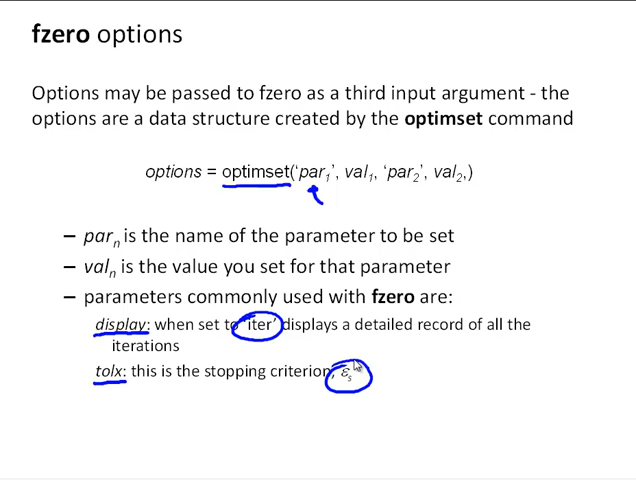 fzero options
Options may be passed to fzero as a third input argument - the
options are a data structure created by the optimset command
options = optimset('par1', val1, 'par2', val2,)
– parn is the name of the parameter to be set
– valn is the value you set for that parameter
– parameters commonly used with fzero are:
display: when set to 'iter' displays a detailed record of all the
iterations
tolx: this is the stopping criterion, εs